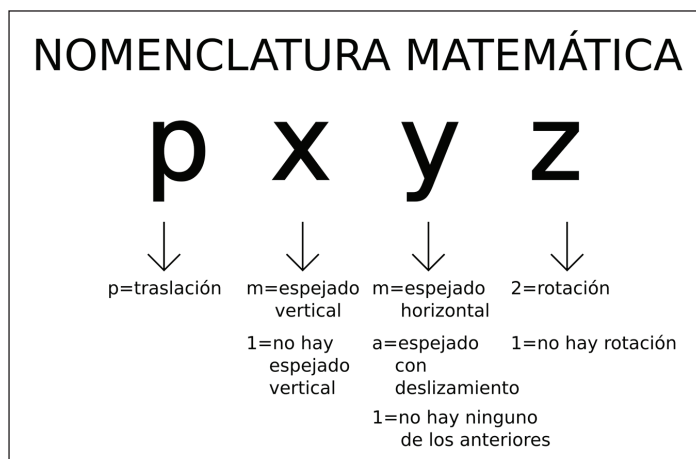 NOMENCLATURA MATEMÁTICA
p x y z
p=traslación
m=espejado
vertical
1=no hay
espejado
vertical
m=espejado
horizontal
a=espejado
con
deslizamiento
1=no hay ninguno
de los anteriores
2=rotación
1=no hay rotación